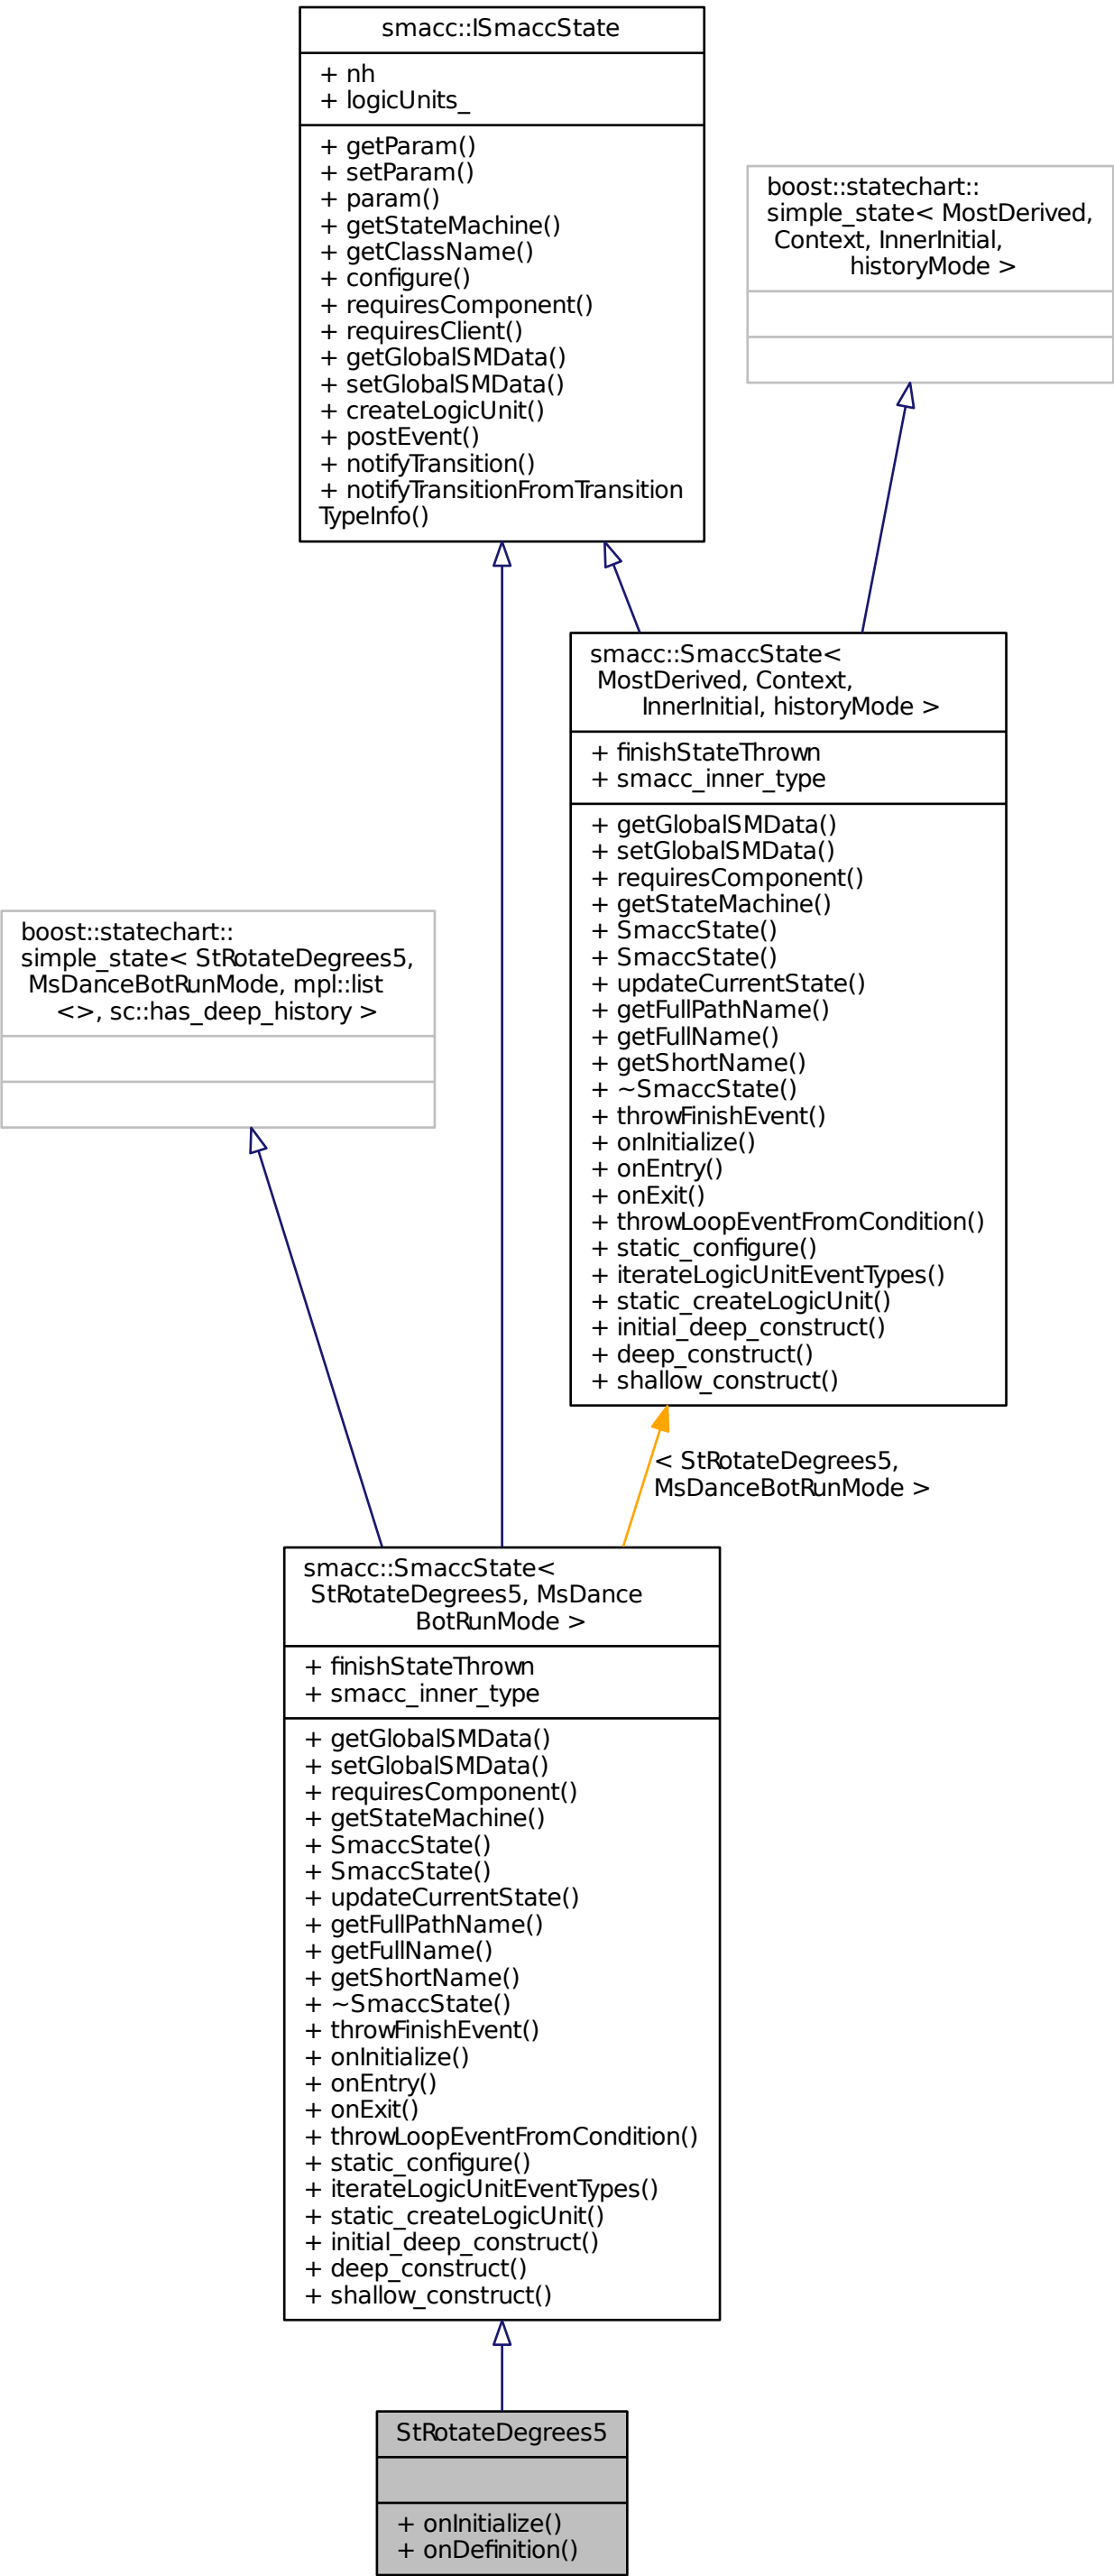 smacc::ISmaccState
+ nh
+ logicUnits_
+ getParam()
+ setParam()
+ param()
+ getStateMachine()
+ getClassName()
+ configure()
+ requiresComponent()
+ requiresClient()
+ getGlobalSMData()
+ setGlobalSMData()
+ createLogicUnit()
+ postEvent()
+ notifyTransition()
+ notifyTransitionFromTransition
TypeInfo()
boost::statechart::
simple_state< MostDerived,
Context, InnerInitial,
historyMode >
smacc::SmaccState<
MostDerived, Context,
InnerInitial, historyMode >
+ finishStateThrown
+ smacc_inner_type
+ getGlobalSMData()
+ setGlobalSMData()
+ requiresComponent()
+ getStateMachine()
+ SmaccState()
+ SmaccState()
+ updateCurrentState()
+ getFullPathName()
+ getFullName()
+ getShortName()
+ ~SmaccState()
+ throwFinishEvent()
+ onInitialize()
+ onEntry()
+ onExit()
+ throwLoopEventFromCondition()
+ static_configure()
+ iterateLogicUnitEventTypes()
+ static_createLogicUnit()
+ initial_deep_construct()
+ deep_construct()
+ shallow_construct()
boost::statechart::
simple_state< StRotateDegrees5,
MsDanceBotRunMode, mpl::list
<>, sc::has_deep_history >
< StRotateDegrees5,
MsDanceBotRunMode >
smacc::SmaccState<
StRotateDegrees5, MsDance
BotRunMode >
+ finishStateThrown
+ smacc_inner_type
+ getGlobalSMData()
+ setGlobalSMData()
+ requiresComponent()
+ getStateMachine()
+ SmaccState()
+ SmaccState()
+ updateCurrentState()
+ getFullPathName()
+ getFullName()
+ getShortName()
+ ~SmaccState()
+ throwFinishEvent()
+ onInitialize()
+ onEntry()
+ onExit()
+ throwLoopEventFromCondition()
+ static_configure()
+ iterateLogicUnitEventTypes()
+ static_createLogicUnit()
+ initial_deep_construct()
+ deep_construct()
+ shallow_construct()
StRotateDegrees5
+ onInitialize()
+ onDefinition()